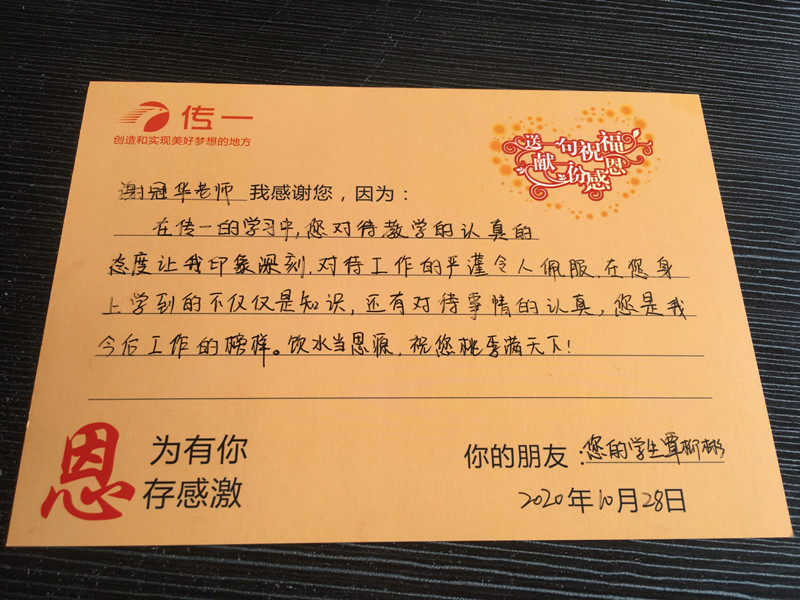 传一
创造和实现美好梦想的地方
送一句祝福
献一份感恩
谢冠华老师 我感谢您，因为：
在传一的学习中，您对待教学的认真的
态度让我印象深刻，对待工作的严谨令人佩服，在您身
上学到的不仅仅是知识，还有对待事情的认真，您是我
今后工作的榜样。饮水当思源，祝您桃李满天下！
恩
为有你
存感激
你的朋友：您的学生覃柳彬
2020年10月28日